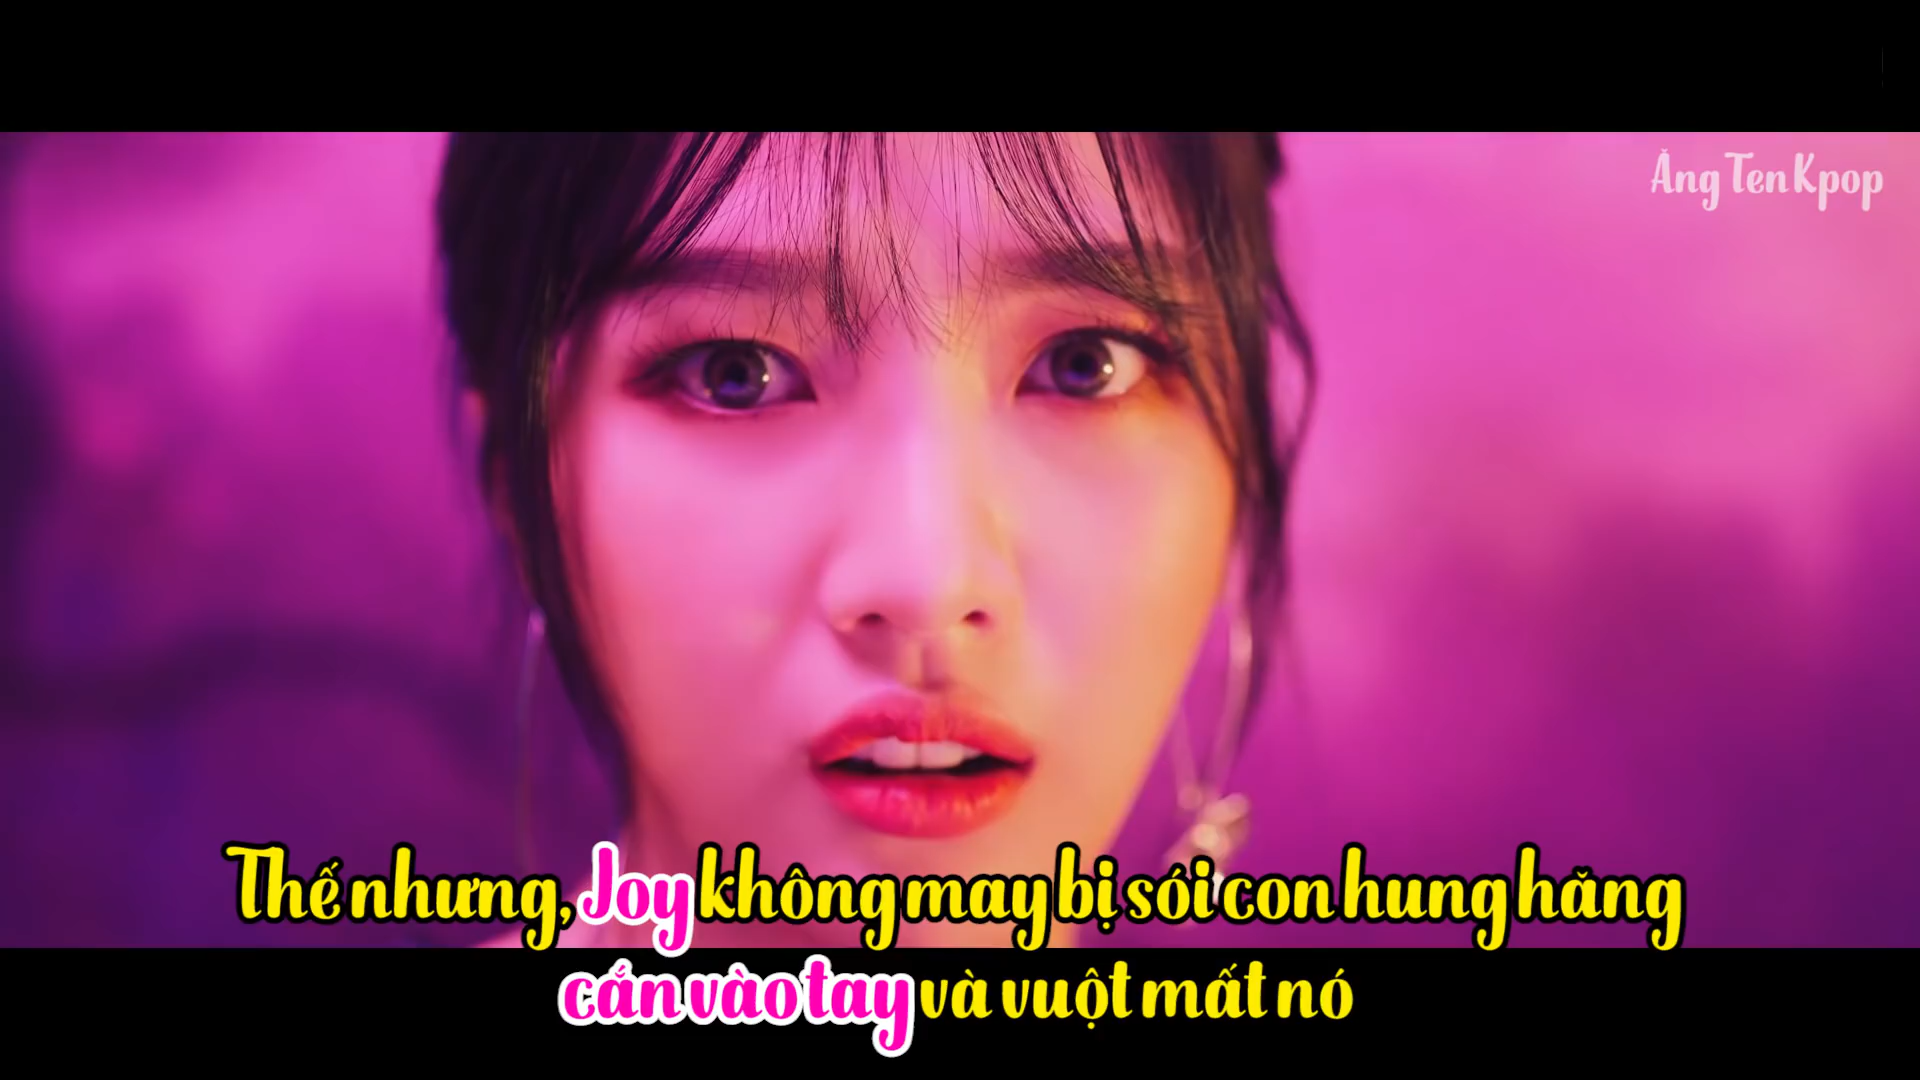 Ăng Ten Kpop
Thế nhưng, Joy không may bị sói con hung hăng
cắn vào tay và vuột mất nó